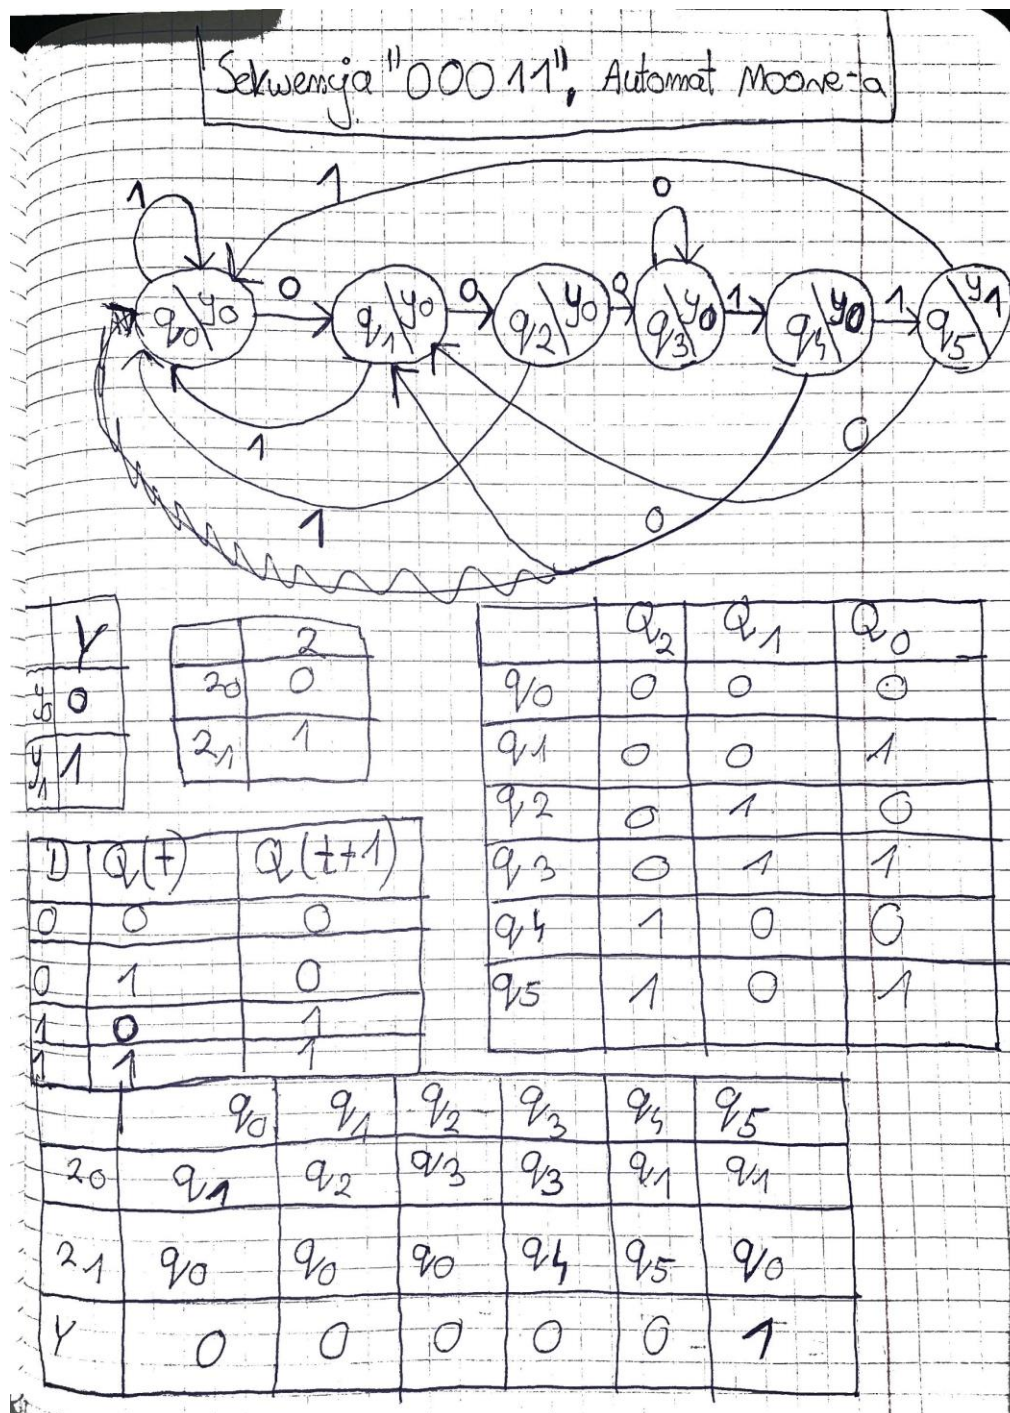 Sekwencja "00011", Automat Moore-a
1 1 0
0 0 0 1 1
q0\y0 q1\y0 q2\y0 q3\y0 q4\y0 q5\y1
1 0
1 0
Y
y0 0
y1 1
z
z0 0
z1 1
Q2 Q1 Q0
q0 0 0 0
q1 0 0 1
q2 0 1 0
q3 0 1 1
q4 1 0 0
q5 1 0 1
D Q(t) Q(t+1)
0 0 0
0 1 0
1 0 1
1 1 1
q0 q1 q2 q3 q4 q5
z0 q1 q2 q3 q3 q1 q1
z1 q0 q0 q0 q4 q5 q0
Y 0 0 0 0 0 1